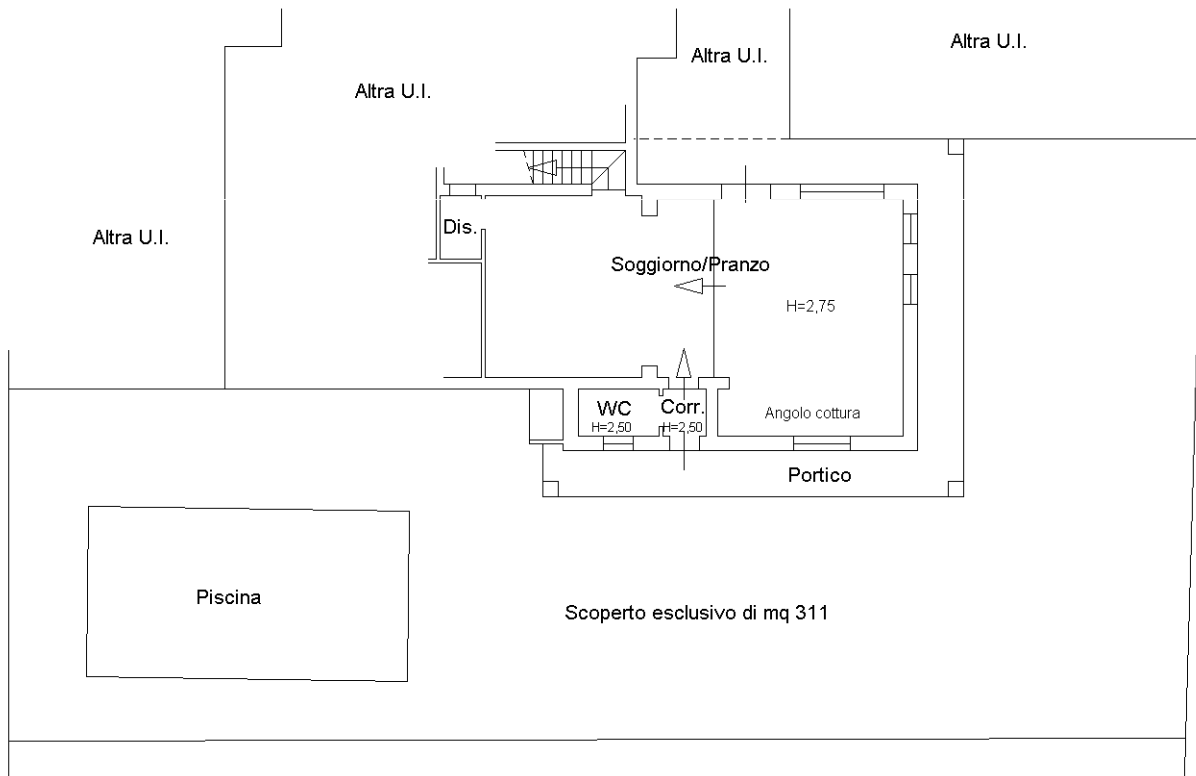 Altra U.I.
Altra U.I.
Altra U.I.
Altra U.I.
Dis.
Soggiorno/Pranzo
H=2,75
WC
H=2,50
Corr.
H=2,50
Angolo cottura
Portico
Piscina
Scoperto esclusivo di mq 311